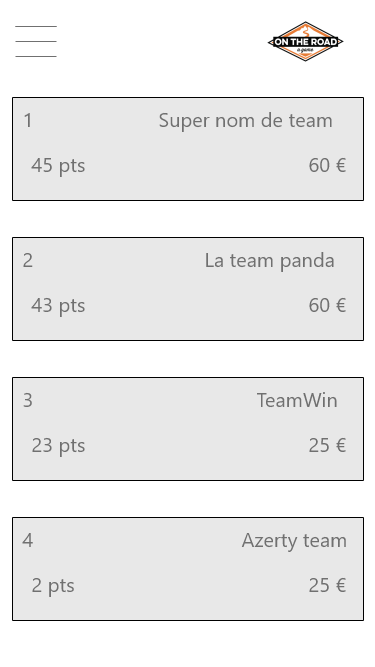 ON THE ROAD
a game
1 Super nom de team
45 pts 60 €
2 La team panda
43 pts 60 €
3 TeamWin
23 pts 25 €
4 Azerty team
2 pts 25 €